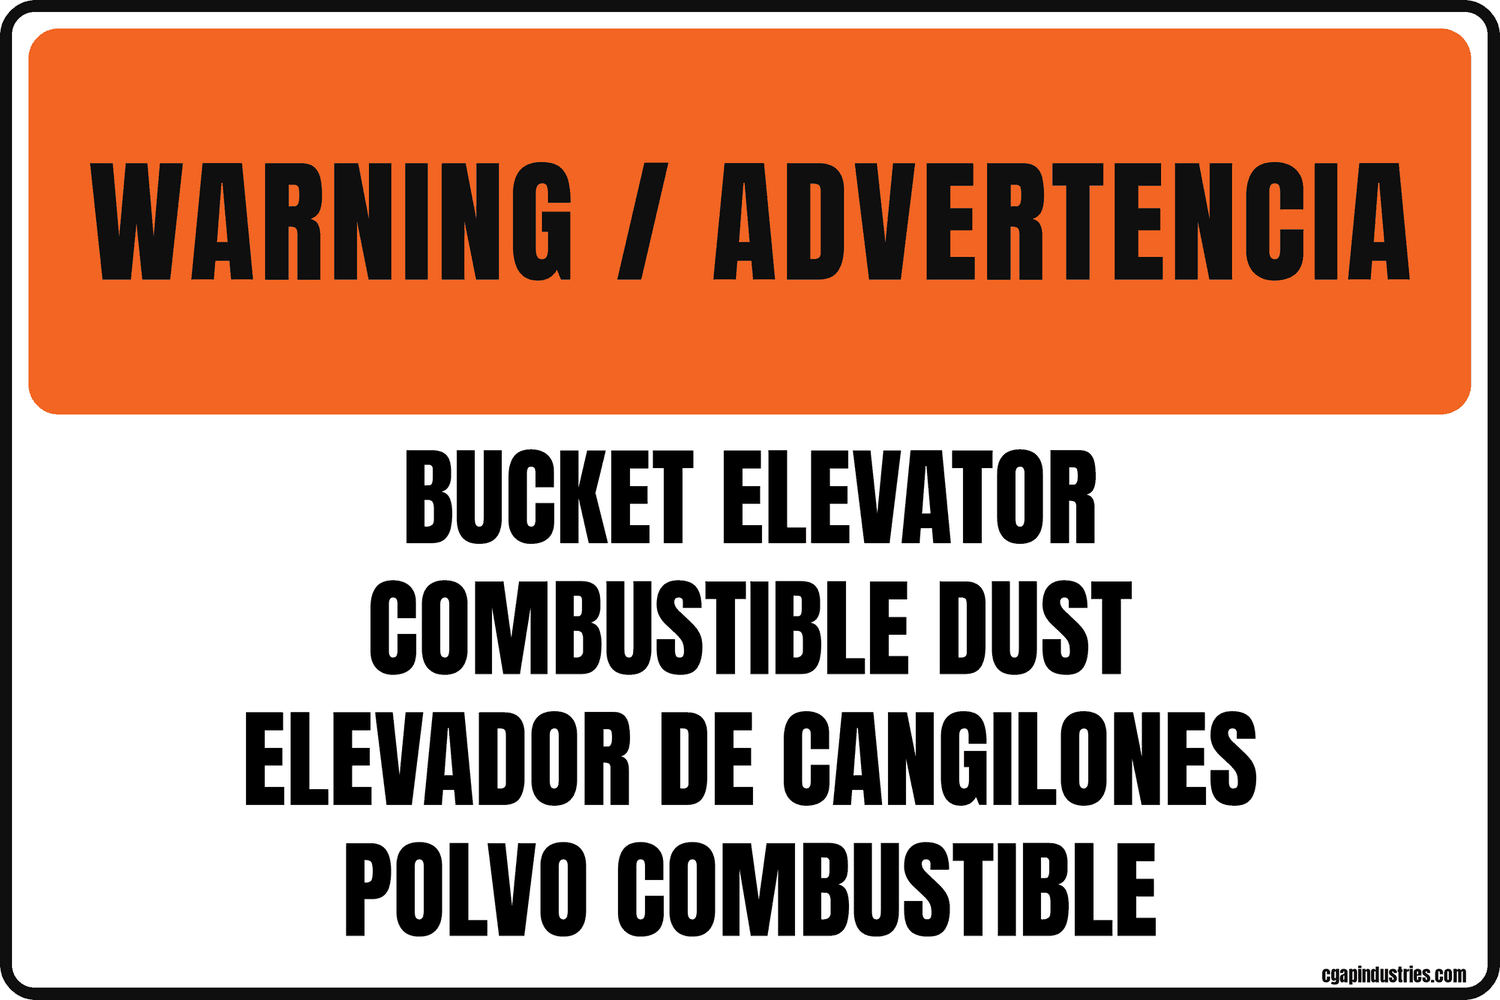 WARNING / ADVERTENCIA
BUCKET ELEVATOR
COMBUSTIBLE DUST
ELEVADOR DE CANGILONES
POLVO COMBUSTIBLE
cgapindustries.com